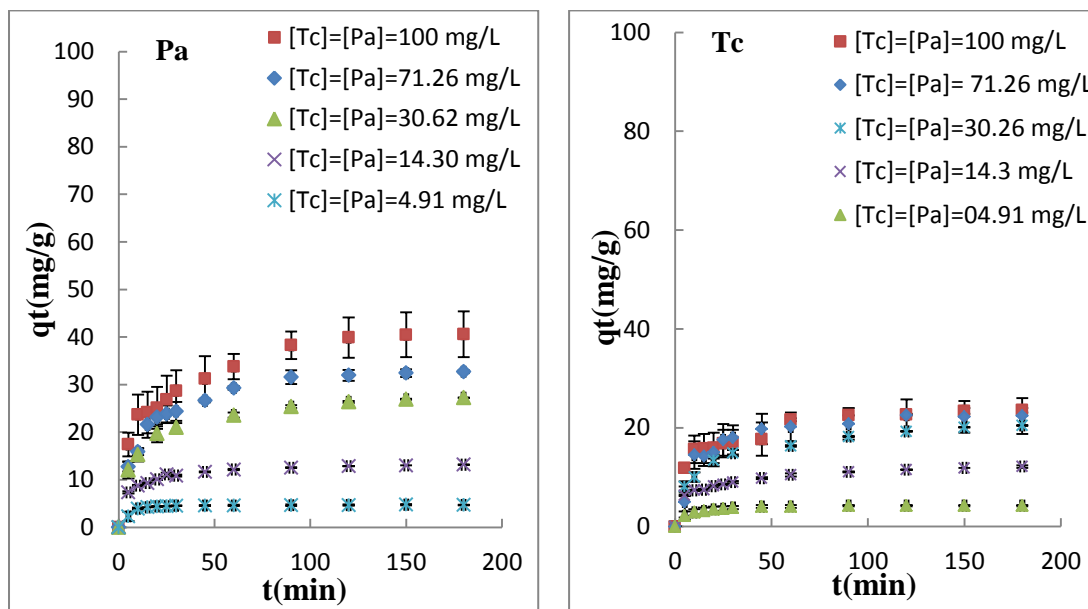 Pa
[Tc]=[Pa]=100 mg/L
[Tc]=[Pa]=71.26 mg/L
[Tc]=[Pa]=30.62 mg/L
[Tc]=[Pa]=14.30 mg/L
[Tc]=[Pa]=4.91 mg/L
100
90
80
70
60
50
40
30
20
10
0
qt(mg/g)
0
50
100
150
200
t(min)
Tc
[Tc]=[Pa]=100 mg/L
[Tc]=[Pa]= 71.26 mg/L
[Tc]=[Pa]=30.26 mg/L
[Tc]=[Pa]=14.3 mg/L
[Tc]=[Pa]=04.91 mg/L
100
80
60
40
20
0
qt(mg/g)
0
50
100
150
200
t(min)